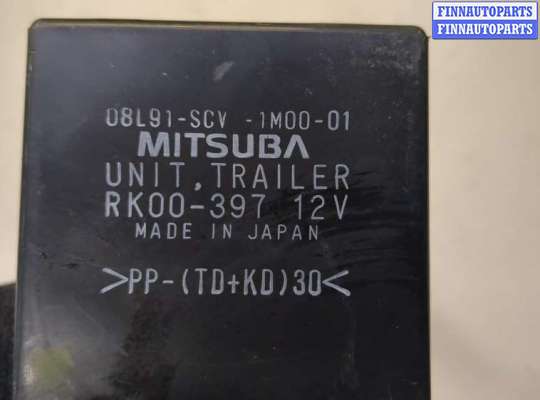 FINNAUTOPARTS
FINNAUTOPARTS
FINNAUTOPARTS
08L91-SCV -1M00-01
MITSUBA
UNIT, TRAILER
RK00-397 12V
MADE IN JAPAN
>PP-(TD+KD)30<